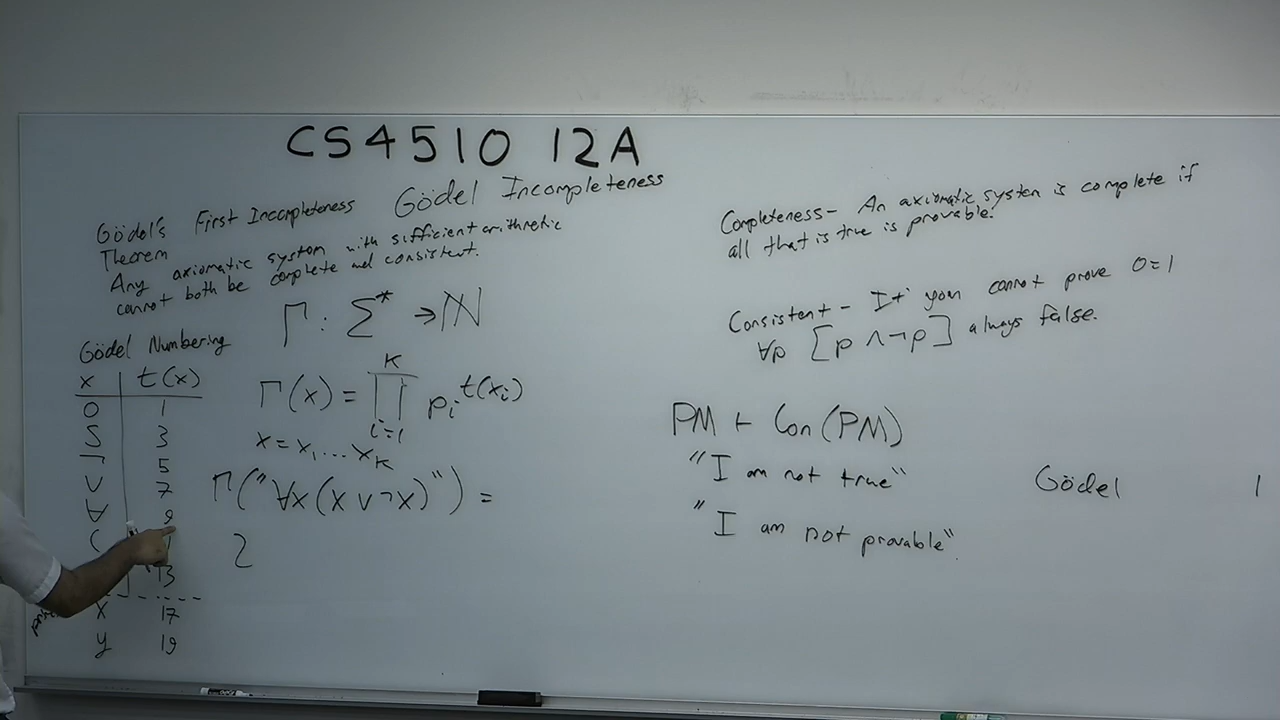 CS4510 12A
Gödel Incompleteness
Gödel's First Incompleteness
Theorem
Any axiomatic system with sufficient arithmetic
cannot both be complete and consistent.
Γ: Σ* → ℕ
Gödel Numbering
x | t(x)
0 1
S 3
¬ 5
∨ 7
∀ 9
(
13
x 17
y 19
K
Γ(x) = ∏ p_i^t(x_i)
i=1
x = x_1 ... x_K
Γ("∀x(x ∨ ¬x)") =
2
Completeness - An axiomatic system is complete if
all that is true is provable.
Consistent - If you cannot prove 0=1
∀p [p ∧ ¬p] always false.
PM ⊢ Con(PM)
"I am not true"
"I am not provable".
Gödel 1